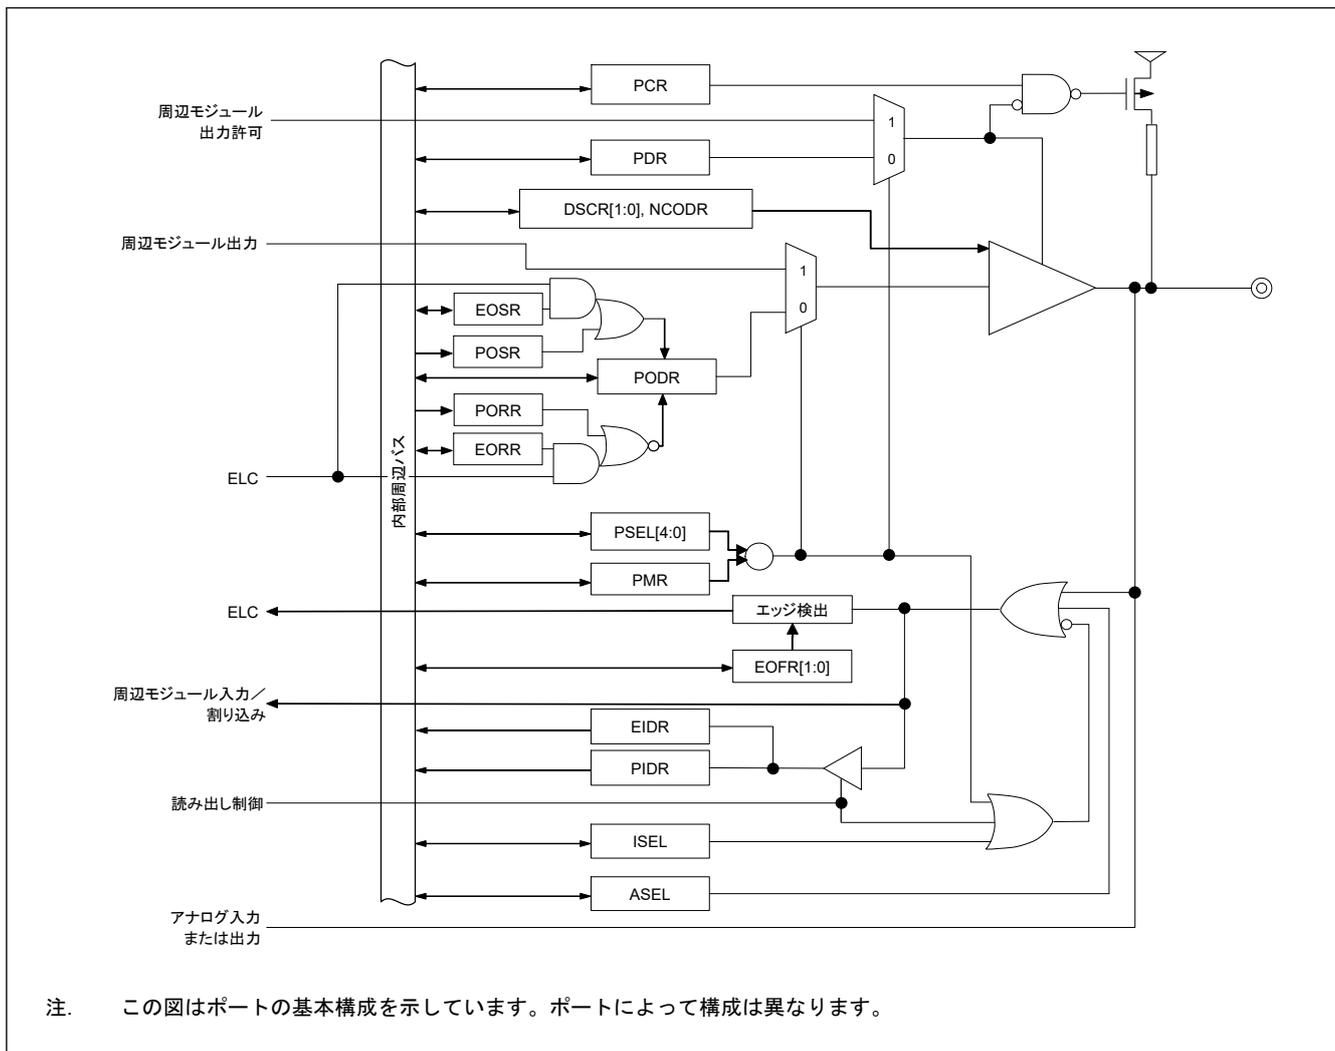 PCR
周辺モジュール
出力許可
1
PDR
0
DSCR[1:0], NCODR
周辺モジュール出力
1
EOSR
0
POSR
PODR
PORR
EORR
内部周辺バス
ELC
PSEL[4:0]
PMR
ELC
エッジ検出
EOFR[1:0]
周辺モジュール入力／
割り込み
EIDR
PIDR
読み出し制御
ISEL
ASEL
アナログ入力
または出力
注. この図はポートの基本構成を示しています。ポートによって構成は異なります。